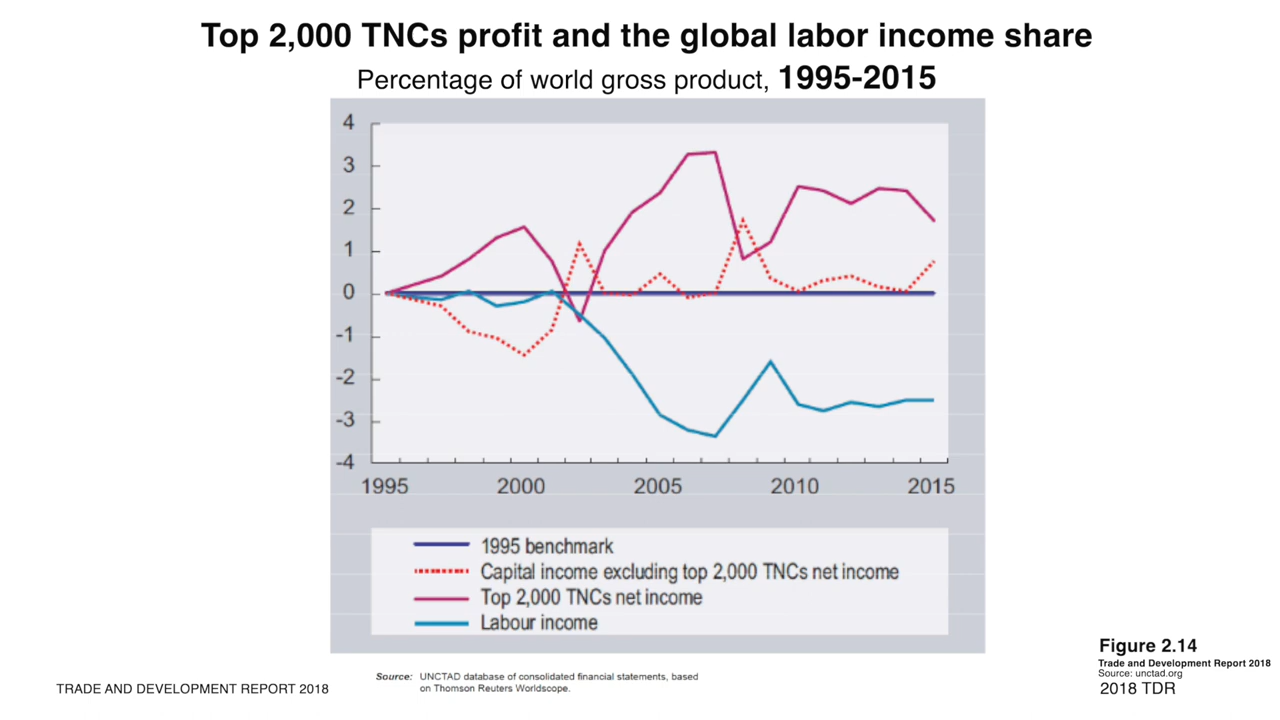 Top 2,000 TNCs profit and the global labor income share
Percentage of world gross product, 1995-2015
4
3
2
1
0
-1
-2
-3
-4
1995 2000 2005 2010 2015
1995 benchmark
Capital income excluding top 2,000 TNCs net income
Top 2,000 TNCs net income
Labour income
Figure 2.14
Trade and Development Report 2018
Source: unctad.org
2018 TDR
Source: UNCTAD database of consolidated financial statements, based
on Thomson Reuters Worldscope.
TRADE AND DEVELOPMENT REPORT 2018